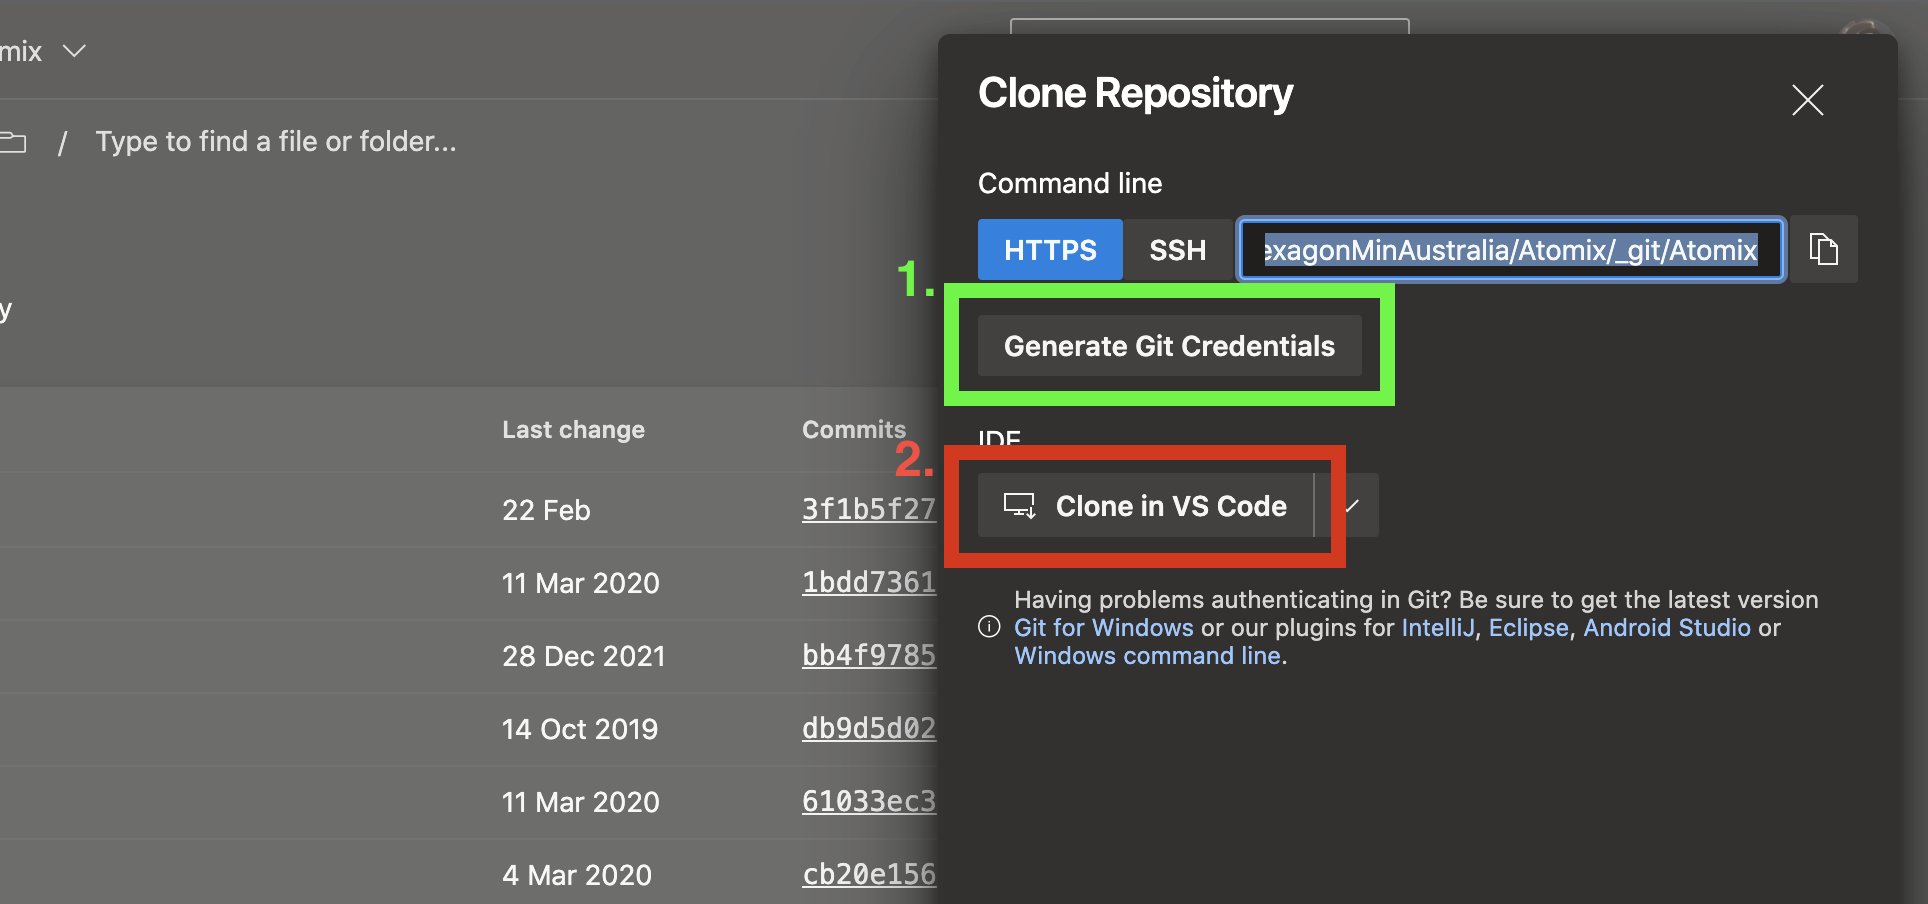 mix
/ Type to find a file or folder...
y
Last change Commits
22 Feb 3f1b5f27
11 Mar 2020 1bdd7361
28 Dec 2021 bb4f9785
14 Oct 2019 db9d5d02
11 Mar 2020 61033ec3
4 Mar 2020 cb20e156
Clone Repository
Command line
HTTPS SSH exagonMinAustralia/Atomix/_git/Atomix
1.
Generate Git Credentials
IDE
2.
Clone in VS Code
Having problems authenticating in Git? Be sure to get the latest version
Git for Windows or our plugins for IntelliJ, Eclipse, Android Studio or
Windows command line.